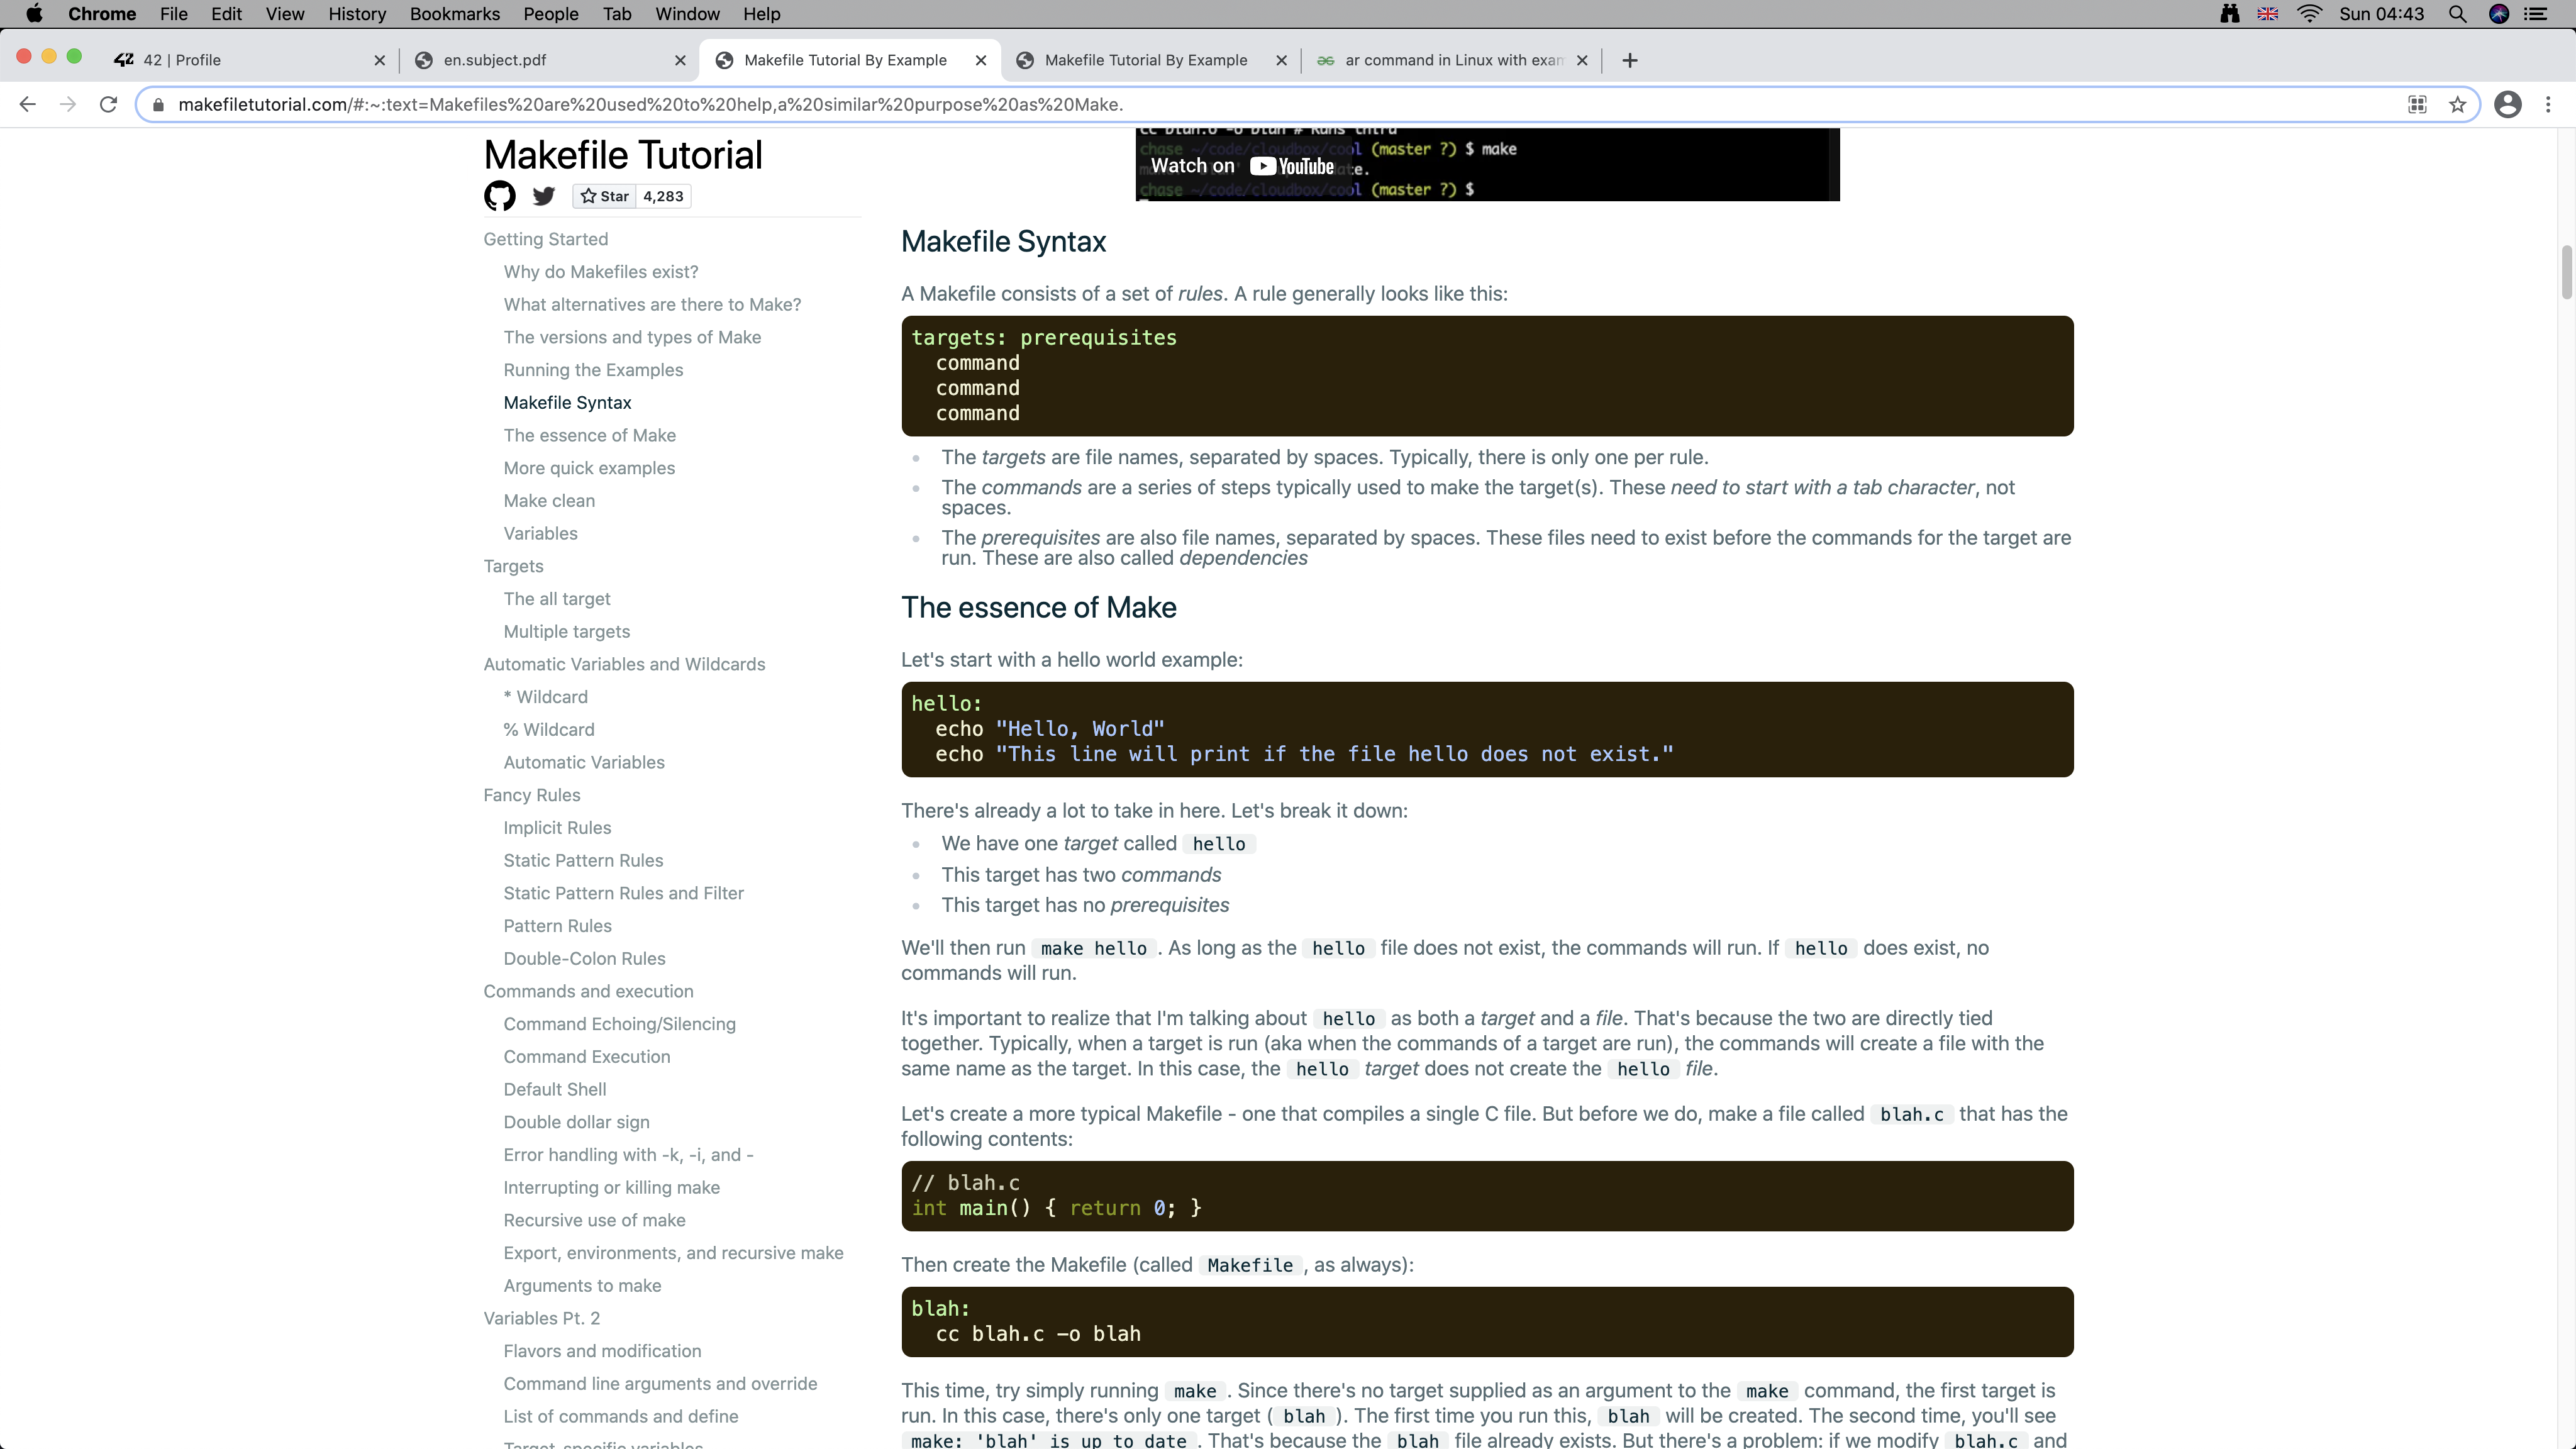 Chrome File Edit View History Bookmarks People Tab Window Help Sun 04:43
42 | Profile en.subject.pdf Makefile Tutorial By Example Makefile Tutorial By Example ar command in Linux with exam
makefiletutorial.com/#:~:text=Makefiles%20are%20used%20to%20help,a%20similar%20purpose%20as%20Make.
Makefile Tutorial
Star 4,283
Getting Started
Why do Makefiles exist?
What alternatives are there to Make?
The versions and types of Make
Running the Examples
Makefile Syntax
The essence of Make
More quick examples
Make clean
Variables
Targets
The all target
Multiple targets
Automatic Variables and Wildcards
* Wildcard
% Wildcard
Automatic Variables
Fancy Rules
Implicit Rules
Static Pattern Rules
Static Pattern Rules and Filter
Pattern Rules
Double-Colon Rules
Commands and execution
Command Echoing/Silencing
Command Execution
Default Shell
Double dollar sign
Error handling with -k, -i, and -
Interrupting or killing make
Recursive use of make
Export, environments, and recursive make
Arguments to make
Variables Pt. 2
Flavors and modification
Command line arguments and override
List of commands and define
Target-specific variables
cc blah.o -o blah # Runs third
chase ~/code/cloudbox/cool (master ?) $ make
Watch on YouTube
chase ~/code/cloudbox/cool (master ?) $
Makefile Syntax
A Makefile consists of a set of rules. A rule generally looks like this:
targets: prerequisites
command
command
command
The targets are file names, separated by spaces. Typically, there is only one per rule.
The commands are a series of steps typically used to make the target(s). These need to start with a tab character, not
spaces.
The prerequisites are also file names, separated by spaces. These files need to exist before the commands for the target are
run. These are also called dependencies
The essence of Make
Let's start with a hello world example:
hello:
echo "Hello, World"
echo "This line will print if the file hello does not exist."
There's already a lot to take in here. Let's break it down:
We have one target called hello
This target has two commands
This target has no prerequisites
We'll then run make hello . As long as the hello file does not exist, the commands will run. If hello does exist, no
commands will run.
It's important to realize that I'm talking about hello as both a target and a file. That's because the two are directly tied
together. Typically, when a target is run (aka when the commands of a target are run), the commands will create a file with the
same name as the target. In this case, the hello target does not create the hello file.
Let's create a more typical Makefile - one that compiles a single C file. But before we do, make a file called blah.c that has the
following contents:
// blah.c
int main() { return 0; }
Then create the Makefile (called Makefile , as always):
blah:
cc blah.c -o blah
This time, try simply running make . Since there's no target supplied as an argument to the make command, the first target is
run. In this case, there's only one target ( blah ). The first time you run this, blah will be created. The second time, you'll see
make: 'blah' is up to date . That's because the blah file already exists. But there's a problem: if we modify blah.c and